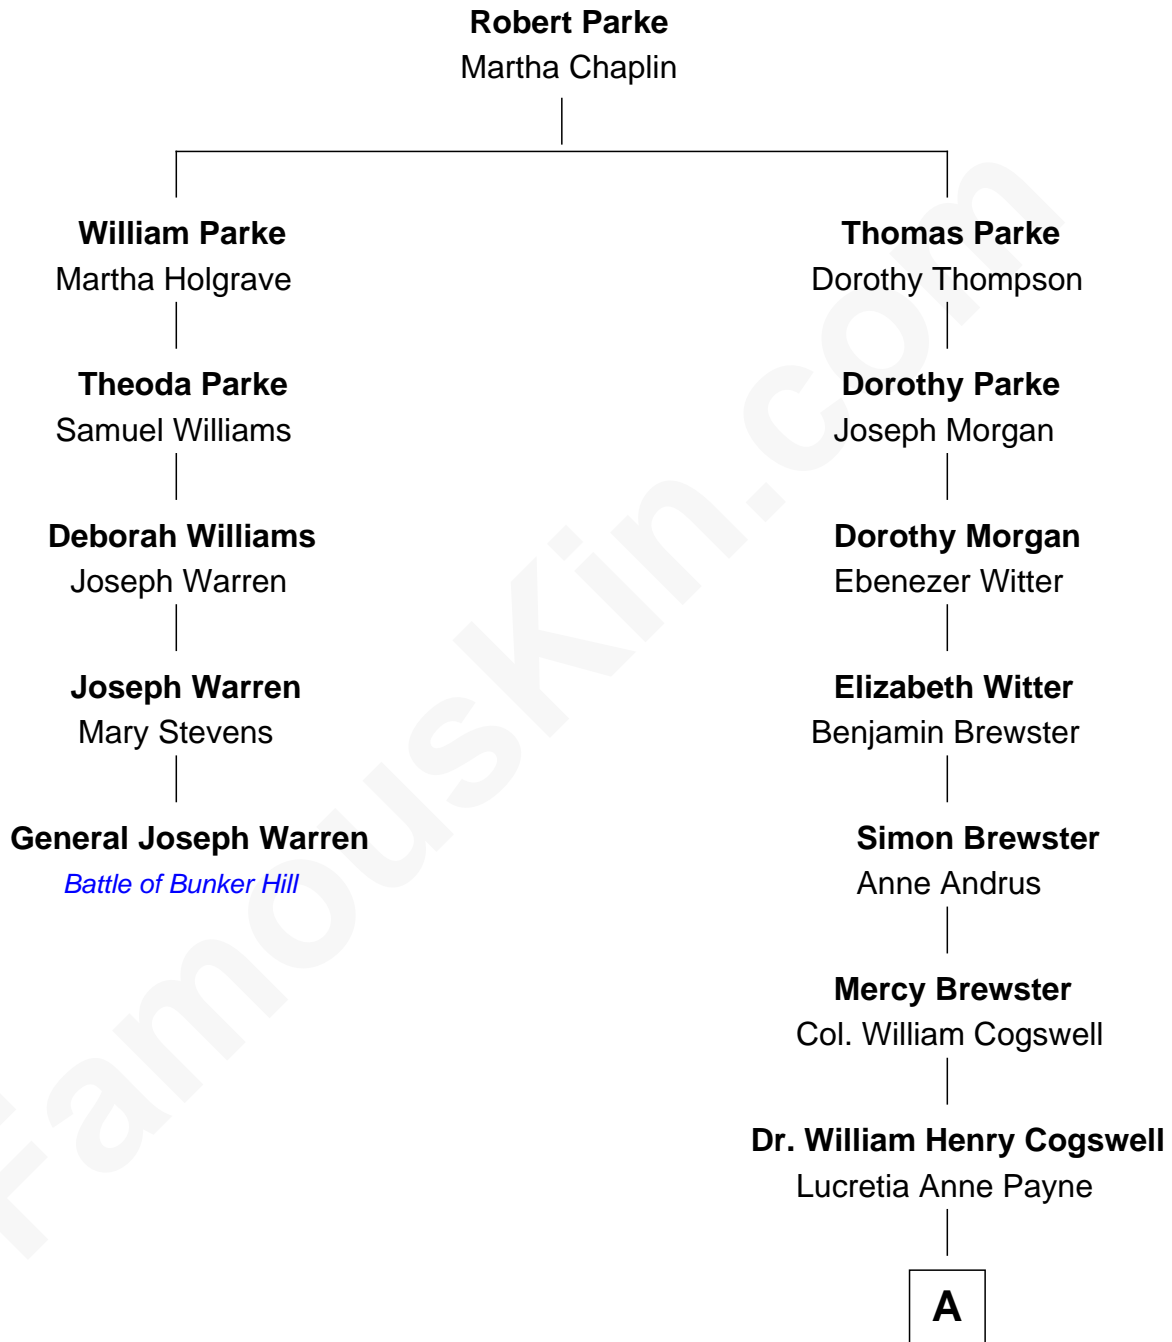 Robert Parke
Martha Chaplin
William Parke
Martha Holgrave
Thomas Parke
Dorothy Thompson
Theoda Parke
Samuel Williams
Dorothy Parke
Joseph Morgan
Deborah Williams
Joseph Warren
Dorothy Morgan
Ebenezer Witter
Joseph Warren
Mary Stevens
Elizabeth Witter
Benjamin Brewster
General Joseph Warren
Battle of Bunker Hill
Simon Brewster
Anne Andrus
Mercy Brewster
Col. William Cogswell
Dr. William Henry Cogswell
Lucretia Anne Payne
A
FamousKin.com